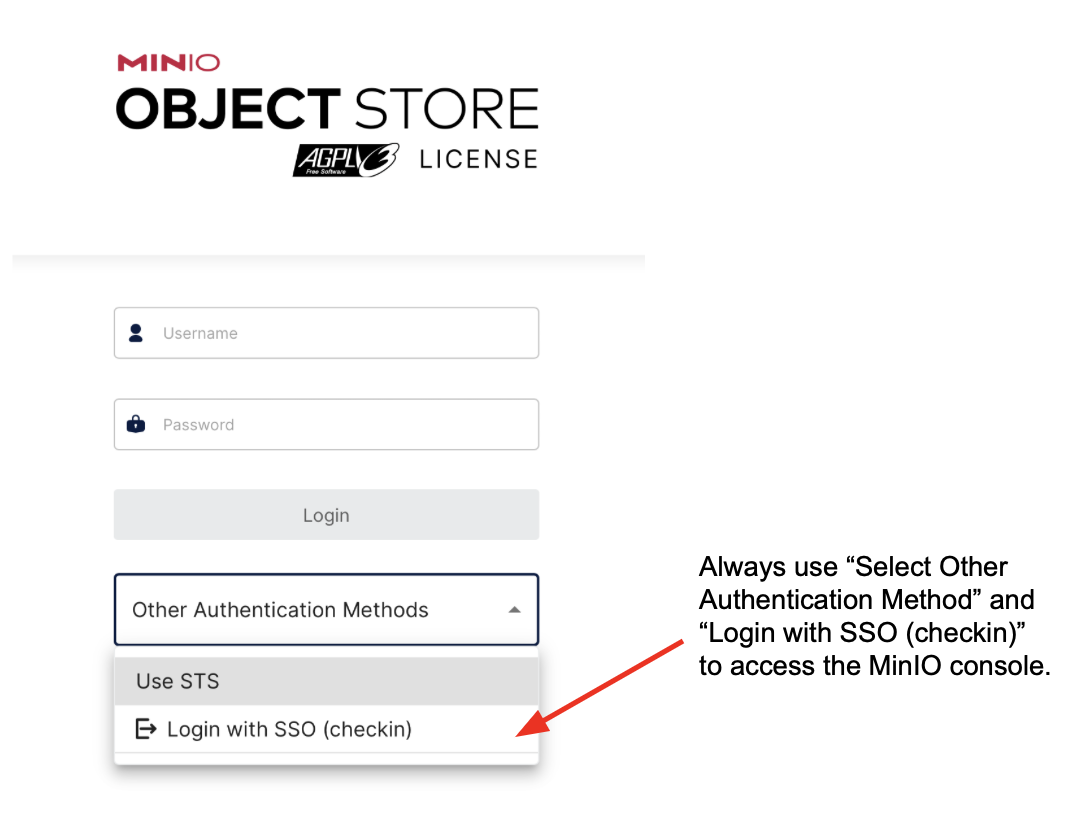 MINIO
OBJECT STORE
AGPLV3 LICENSE
Free Software
Username
Password
Login
Other Authentication Methods
Use STS
Login with SSO (checkin)
Always use “Select Other
Authentication Method” and
“Login with SSO (checkin)”
to access the MinIO console.